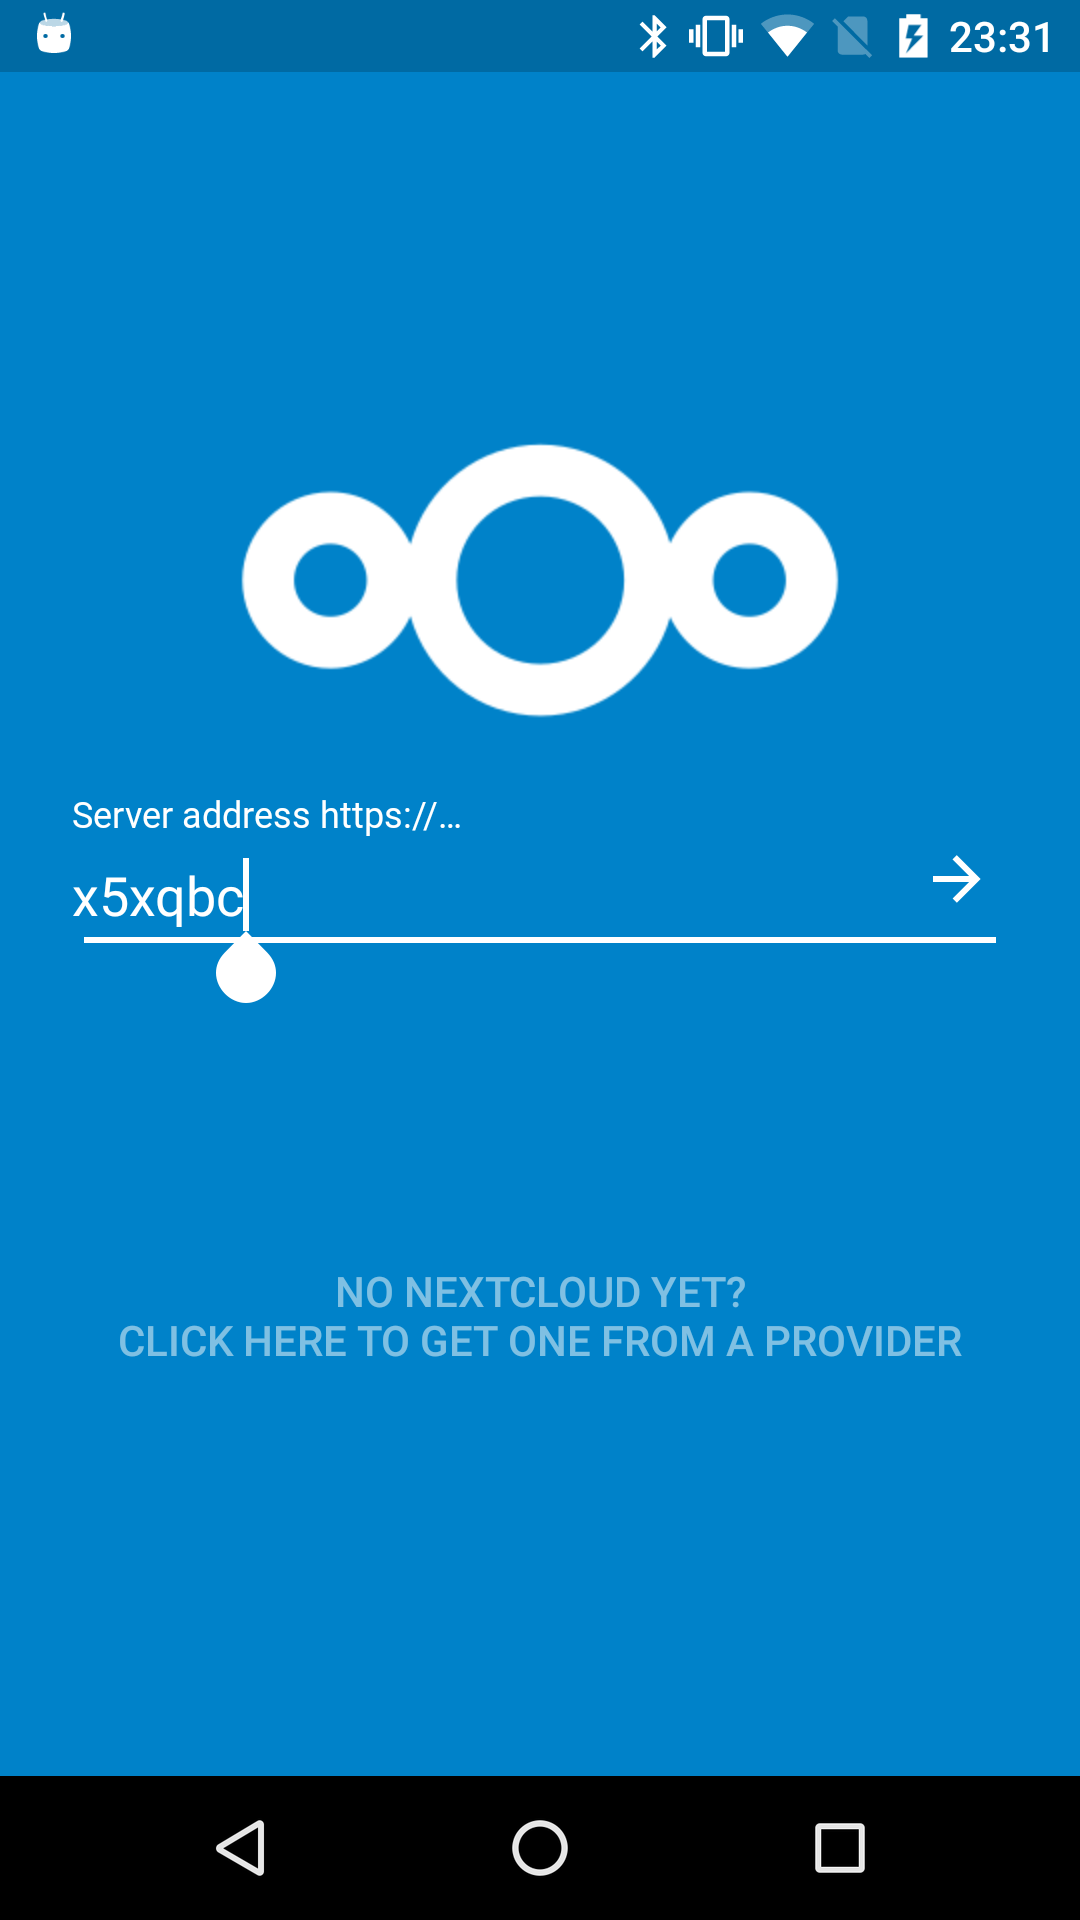 23:31
Server address https://…
x5xqbc
NO NEXTCLOUD YET?
CLICK HERE TO GET ONE FROM A PROVIDER